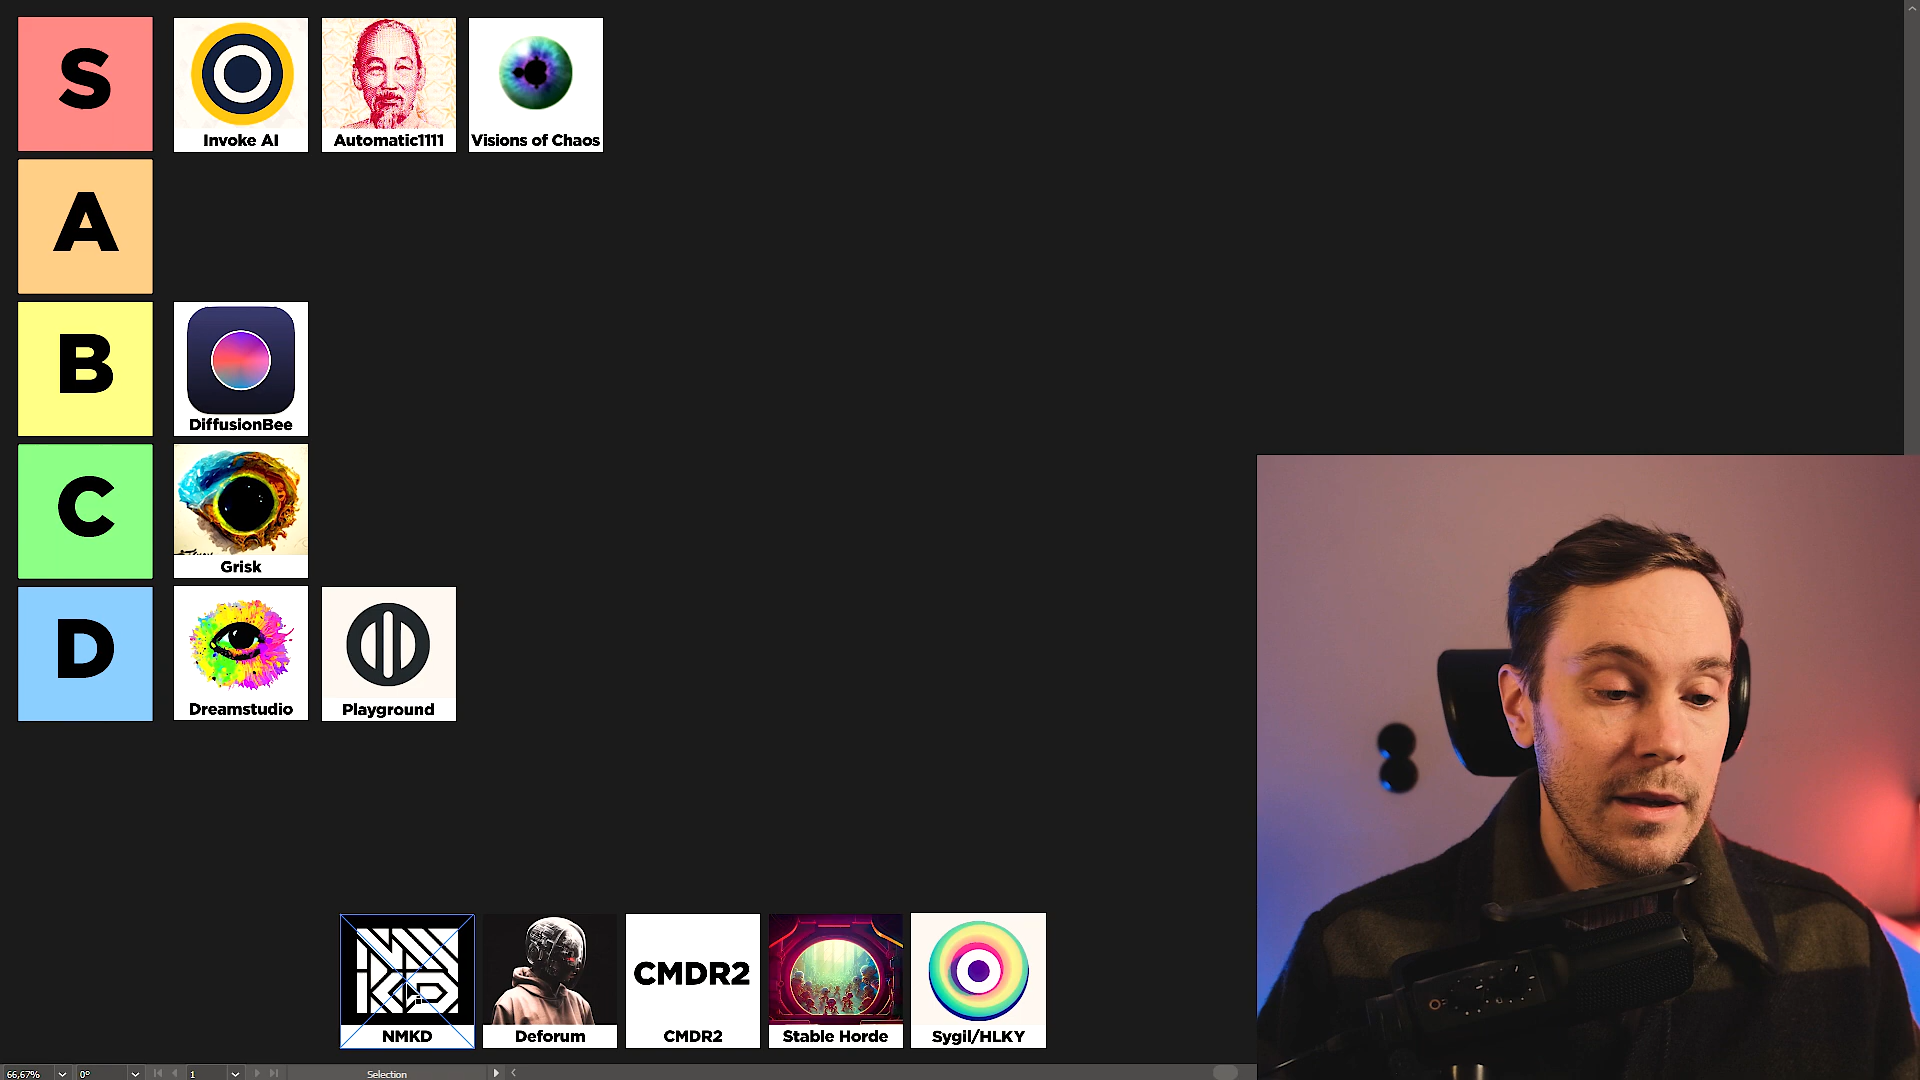 S
Invoke AI
Automatic1111
Visions of Chaos
A
B
DiffusionBee
C
Grisk
D
Dreamstudio
Playground
NMKD
NMKD
Deforum
CMDR2
CMDR2
Stable Horde
Sygil/HLKY
66,67%
0°
1
Selection